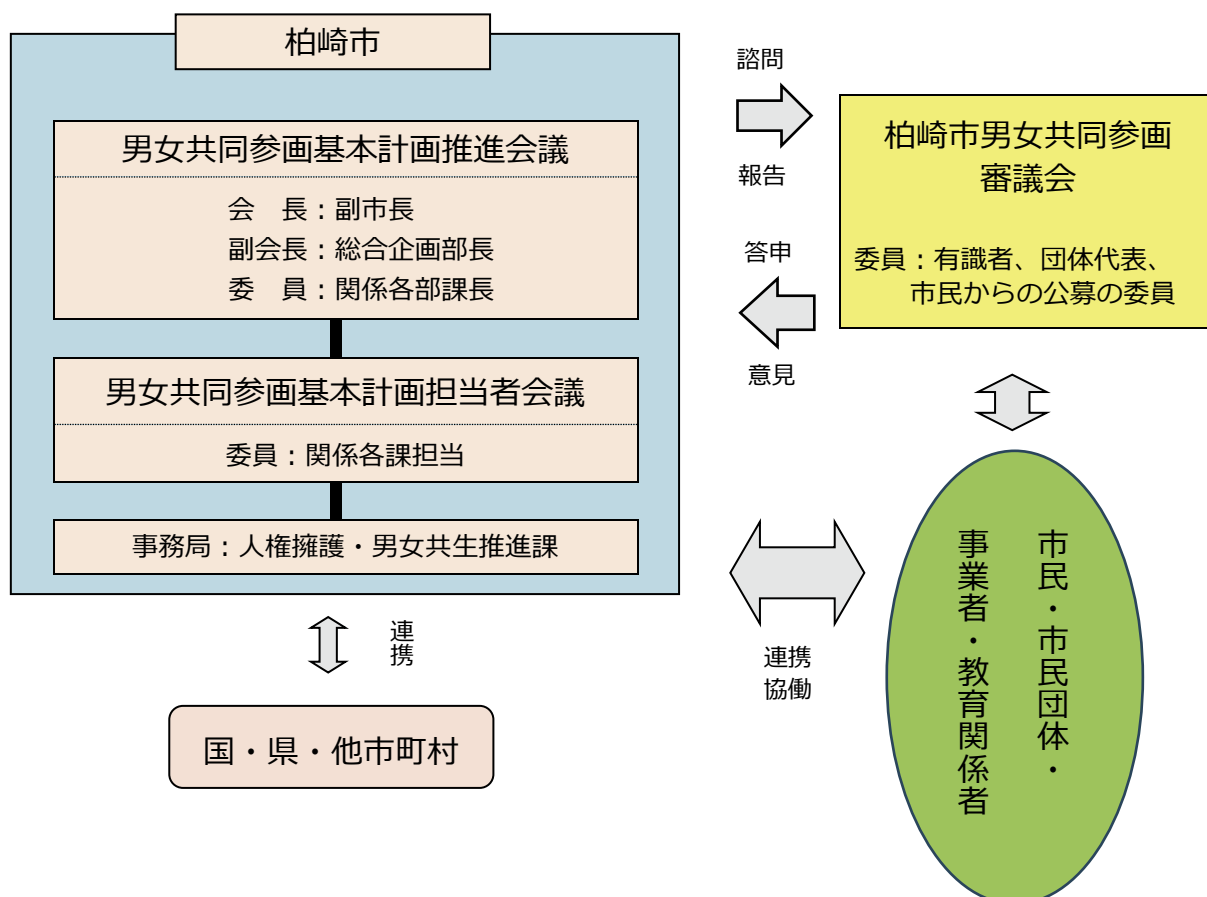 柏崎市
男女共同参画基本計画推進会議
会　長：副市長
副会長：総合企画部長
委　員：関係各部課長
男女共同参画基本計画担当者会議
委員：関係各課担当
事務局：人権擁護・男女共生推進課
連携
国・県・他市町村
諮問
報告
答申
意見
柏崎市男女共同参画
審議会
委員：有識者、団体代表、
市民からの公募の委員
連携
協働
市民・市民団体・
事業者・教育関係者